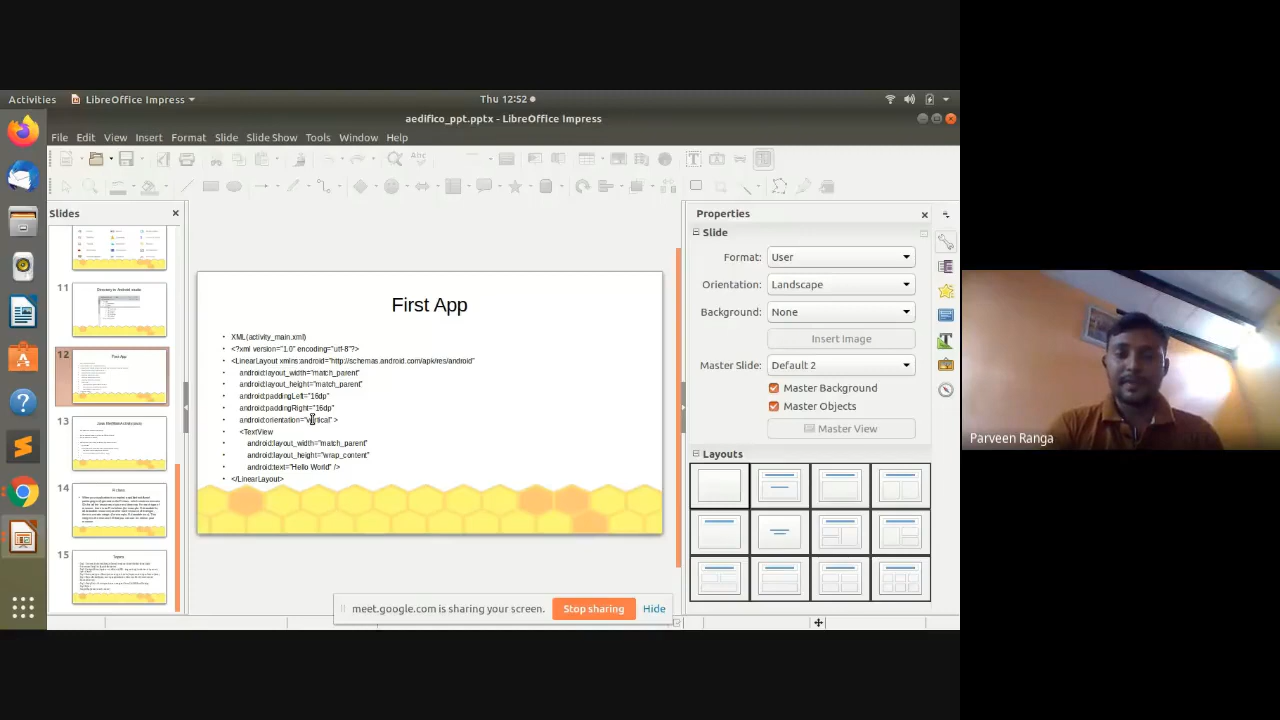 Activities LibreOffice Impress Thu 12:52
aedifico_ppt.pptx - LibreOffice Impress
File Edit View Insert Format Slide Slide Show Tools Window Help
Slides
11
12
13
14
15
First App
XML(activity_main.xml)
<?xml version="1.0" encoding="utf-8"?>
<LinearLayout xmlns:android="http://schemas.android.com/apk/res/android"
android:layout_width="match_parent"
android:layout_height="match_parent"
android:paddingLeft="16dp"
android:paddingRight="16dp"
android:orientation="vertical" >
<TextView
android:layout_width="match_parent"
android:layout_height="wrap_content"
android:text="Hello World" />
</LinearLayout>
Properties
Slide
Format: User
Orientation: Landscape
Background: None
Insert Image
Master Slide: Default 2
Master Background
Master Objects
Master View
Layouts
meet.google.com is sharing your screen. Stop sharing Hide
Parveen Ranga